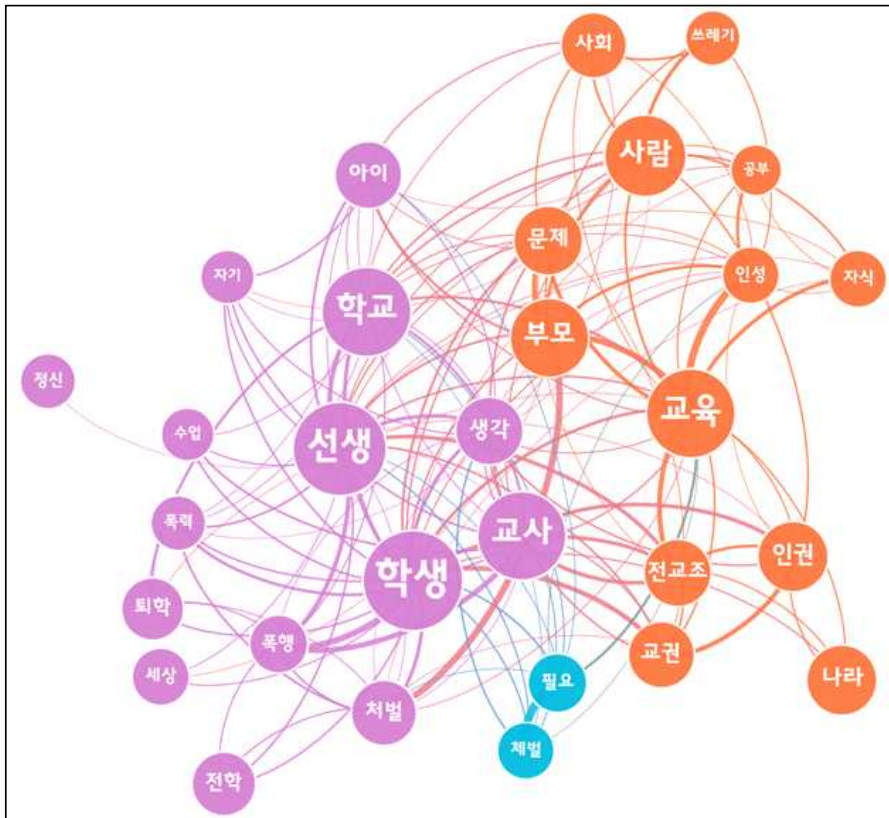 사회
쓰레기
사람
아이
공부
문제
자기
인성
자식
학교
부모
정신
교육
수업
선생
생각
폭력
교사
학생
전교조
인권
퇴학
폭행
교권
세상
필요
나라
처벌
체벌
전학